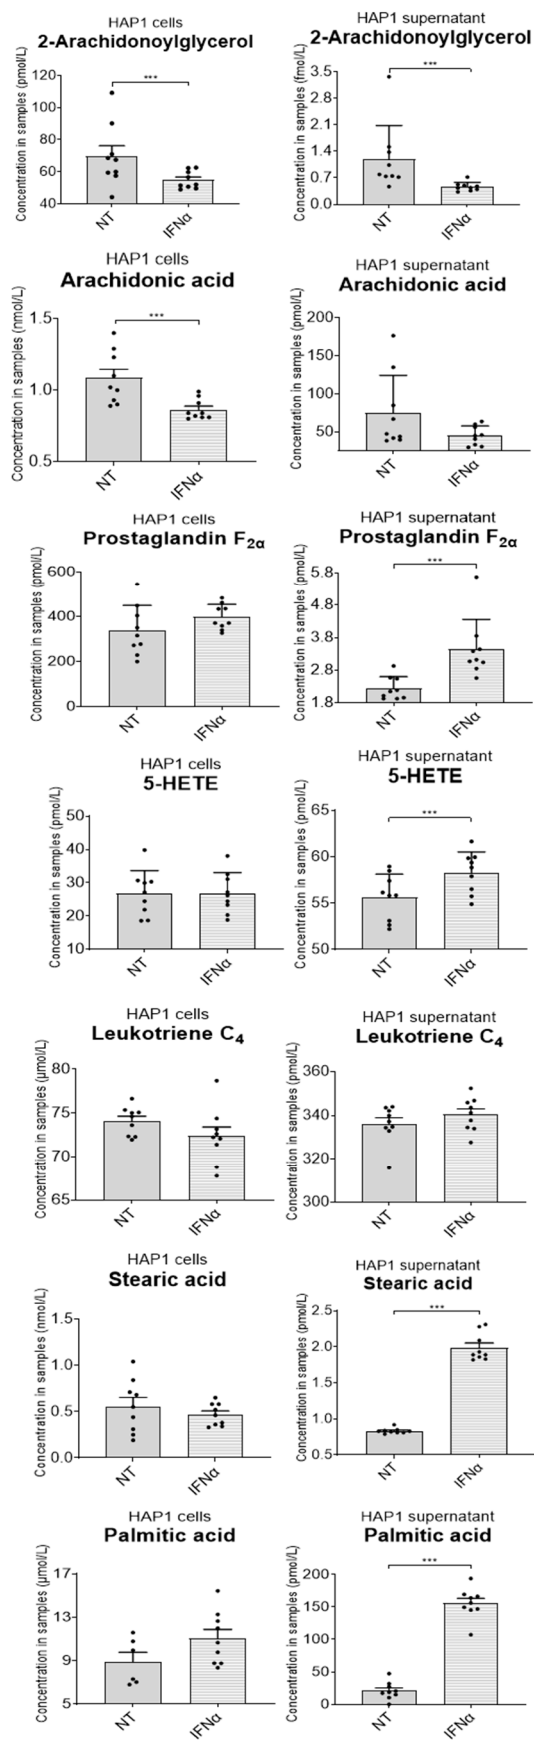 HAP1 cells
2-Arachidonoylglycerol
Concentration in samples (pmol/L)
120
100
80
60
40
***
NT
IFNα
HAP1 supernatant
2-Arachidonoylglycerol
Concentration in samples (fmol/L)
3.5
2.8
2.1
1.4
0.7
0.0
***
NT
IFNα
HAP1 cells
Arachidonic acid
Concentration in samples (nmol/L)
1.5
1.0
0.5
***
NT
IFNα
HAP1 supernatant
Arachidonic acid
Concentration in samples (pmol/L)
200
150
100
50
NT
IFNα
HAP1 cells
Prostaglandin F2α
Concentration in samples (pmol/L)
600
400
200
0
NT
IFNα
HAP1 supernatant
Prostaglandin F2α
Concentration in samples (pmol/L)
5.8
4.8
3.8
2.8
1.8
***
NT
IFNα
HAP1 cells
5-HETE
Concentration in samples (pmol/L)
50
40
30
20
10
NT
IFNα
HAP1 supernatant
5-HETE
Concentration in samples (pmol/L)
65
60
55
50
***
NT
IFNα
HAP1 cells
Leukotriene C4
Concentration in samples (µmol/L)
80
75
70
65
NT
IFNα
HAP1 supernatant
Leukotriene C4
Concentration in samples (pmol/L)
360
340
320
300
NT
IFNα
HAP1 cells
Stearic acid
Concentration in samples (nmol/L)
1.5
1.0
0.5
0.0
NT
IFNα
HAP1 supernatant
Stearic acid
Concentration in samples (pmol/L)
2.5
2.0
1.5
1.0
0.5
***
NT
IFNα
HAP1 cells
Palmitic acid
Concentration in samples (µmol/L)
17
13
9
5
NT
IFNα
HAP1 supernatant
Palmitic acid
Concentration in samples (pmol/L)
200
150
100
50
0
***
NT
IFNα